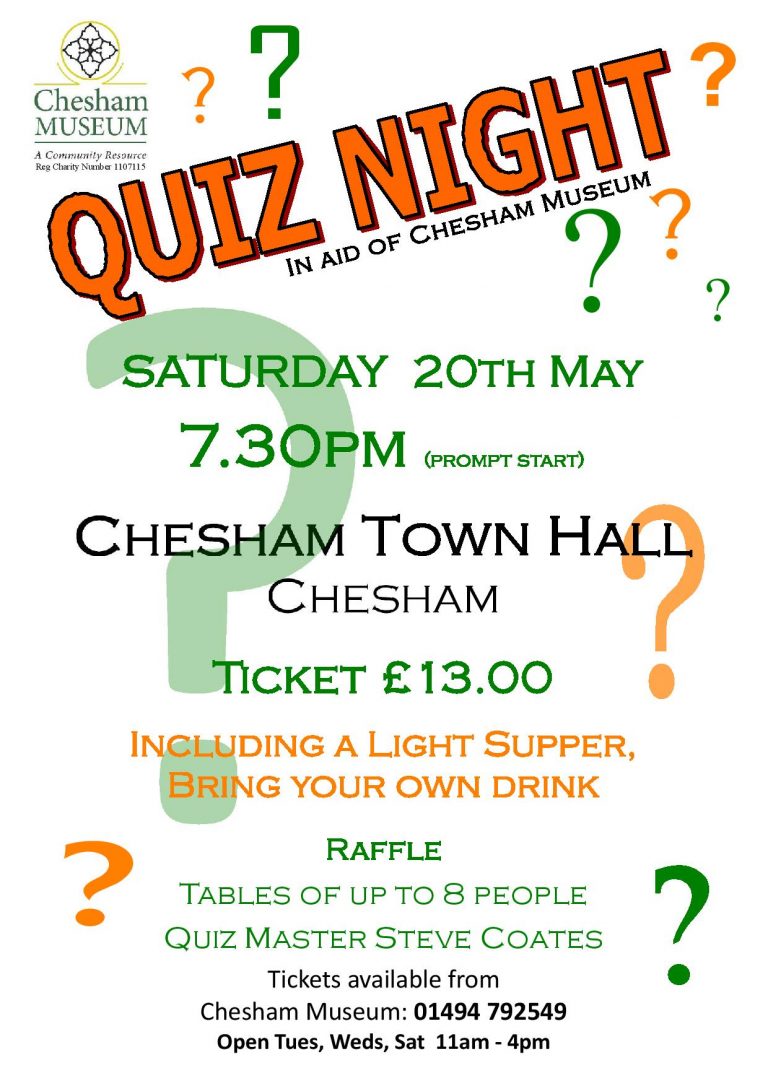 Chesham
MUSEUM
A Community Resource
Reg Charity Number 1107115
QUIZ NIGHT
IN AID OF CHESHAM MUSEUM
SATURDAY 20TH MAY
7.30PM (PROMPT START)
CHESHAM TOWN HALL
CHESHAM
TICKET £13.00
INCLUDING A LIGHT SUPPER,
BRING YOUR OWN DRINK
RAFFLE
TABLES OF UP TO 8 PEOPLE
QUIZ MASTER STEVE COATES
Tickets available from
Chesham Museum: 01494 792549
Open Tues, Weds, Sat 11am - 4pm